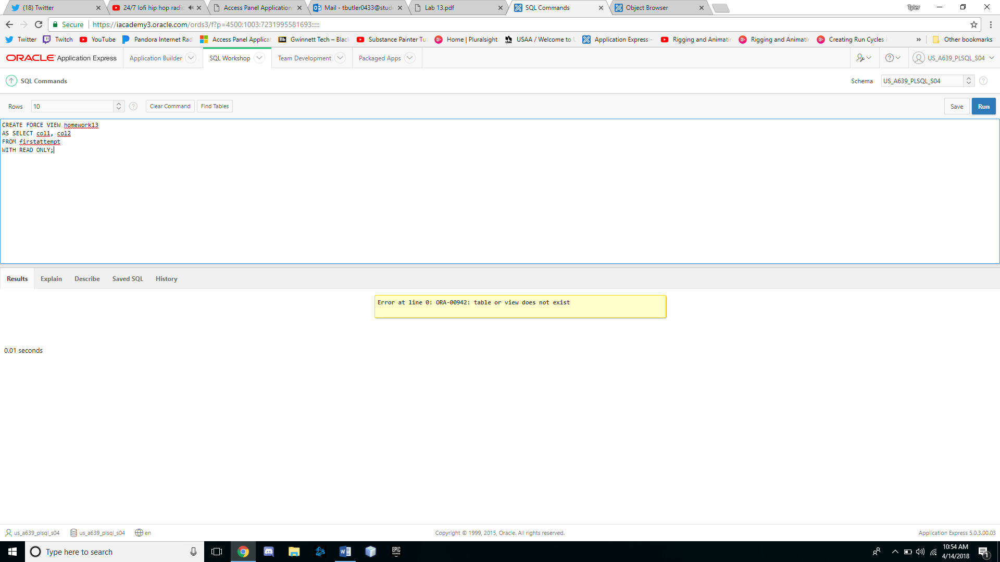 (18) Twitter
24/7 lofi hip hop radio
Access Panel Application
Mail - tbutler0433@stud
Lab 13.pdf
SQL Commands
Object Browser
Tyler
Secure
https://iacademy3.oracle.com/ords3/f?p=4500:1003:7231995581693:::::
Twitter
Twitch
YouTube
Pandora Internet Rad
Access Panel Applicat
Bb
Gwinnett Tech – Blac
Substance Painter Tu
Home | Pluralsight
USAA / Welcome to
Application Express -
Rigging and Animatin
Rigging and Animatin
Creating Run Cycles
»
Other bookmarks
ORACLE Application Express
Application Builder
SQL Workshop
Team Development
Packaged Apps
US_A639_PLSQL_S04
SQL Commands
Schema
US_A639_PLSQL_S04
Rows
10
Clear Command
Find Tables
Save
Run
CREATE FORCE VIEW homework13
AS SELECT col1, col2
FROM firstattempt
WITH READ ONLY;
Results
Explain
Describe
Saved SQL
History
Error at line 0: ORA-00942: table or view does not exist
0.01 seconds
us_a639_plsql_s04
us_a639_plsql_s04
en
Copyright © 1999, 2015, Oracle. All rights reserved.
Application Express 5.0.3.00.03
Type here to search
EPIC
GAMES
10:54 AM
4/14/2018
1